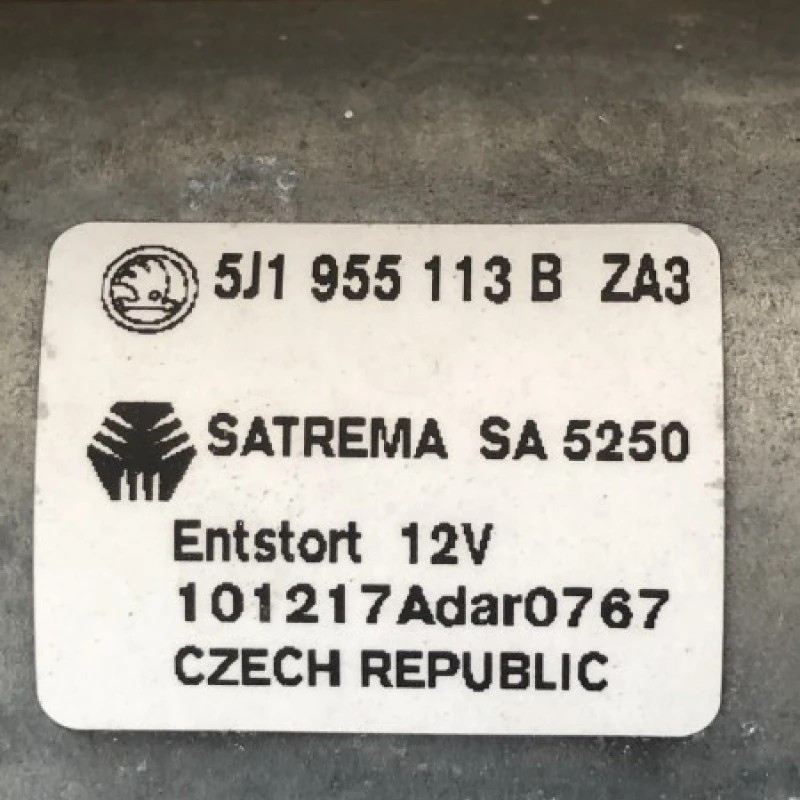 5J1 955 113 B ZA3
SATREMA SA 5250
Entstort 12V
101217Adar0767
CZECH REPUBLIC